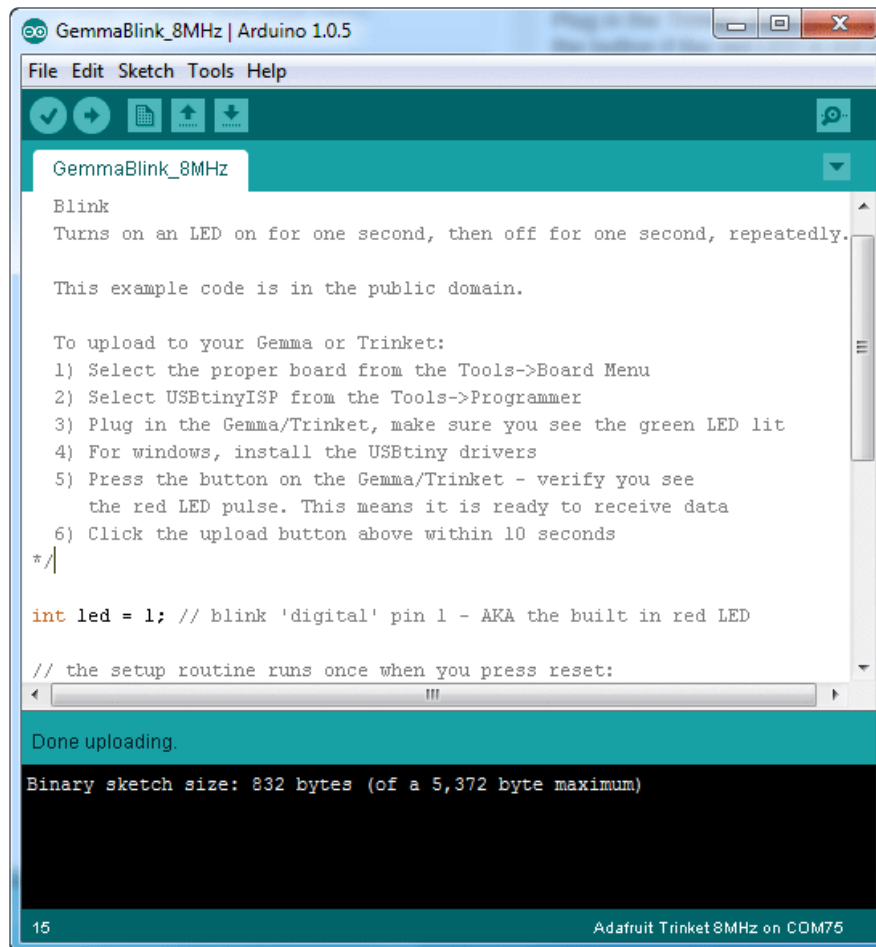 GemmaBlink_8MHz | Arduino 1.0.5
File Edit Sketch Tools Help
GemmaBlink_8MHz
Blink
Turns on an LED on for one second, then off for one second, repeatedly.
This example code is in the public domain.
To upload to your Gemma or Trinket:
1) Select the proper board from the Tools->Board Menu
2) Select USBtinyISP from the Tools->Programmer
3) Plug in the Gemma/Trinket, make sure you see the green LED lit
4) For windows, install the USBtiny drivers
5) Press the button on the Gemma/Trinket - verify you see
the red LED pulse. This means it is ready to receive data
6) Click the upload button above within 10 seconds
*/
int led = 1; // blink 'digital' pin 1 - AKA the built in red LED
// the setup routine runs once when you press reset:
Done uploading.
Binary sketch size: 832 bytes (of a 5,372 byte maximum)
15 Adafruit Trinket 8MHz on COM75